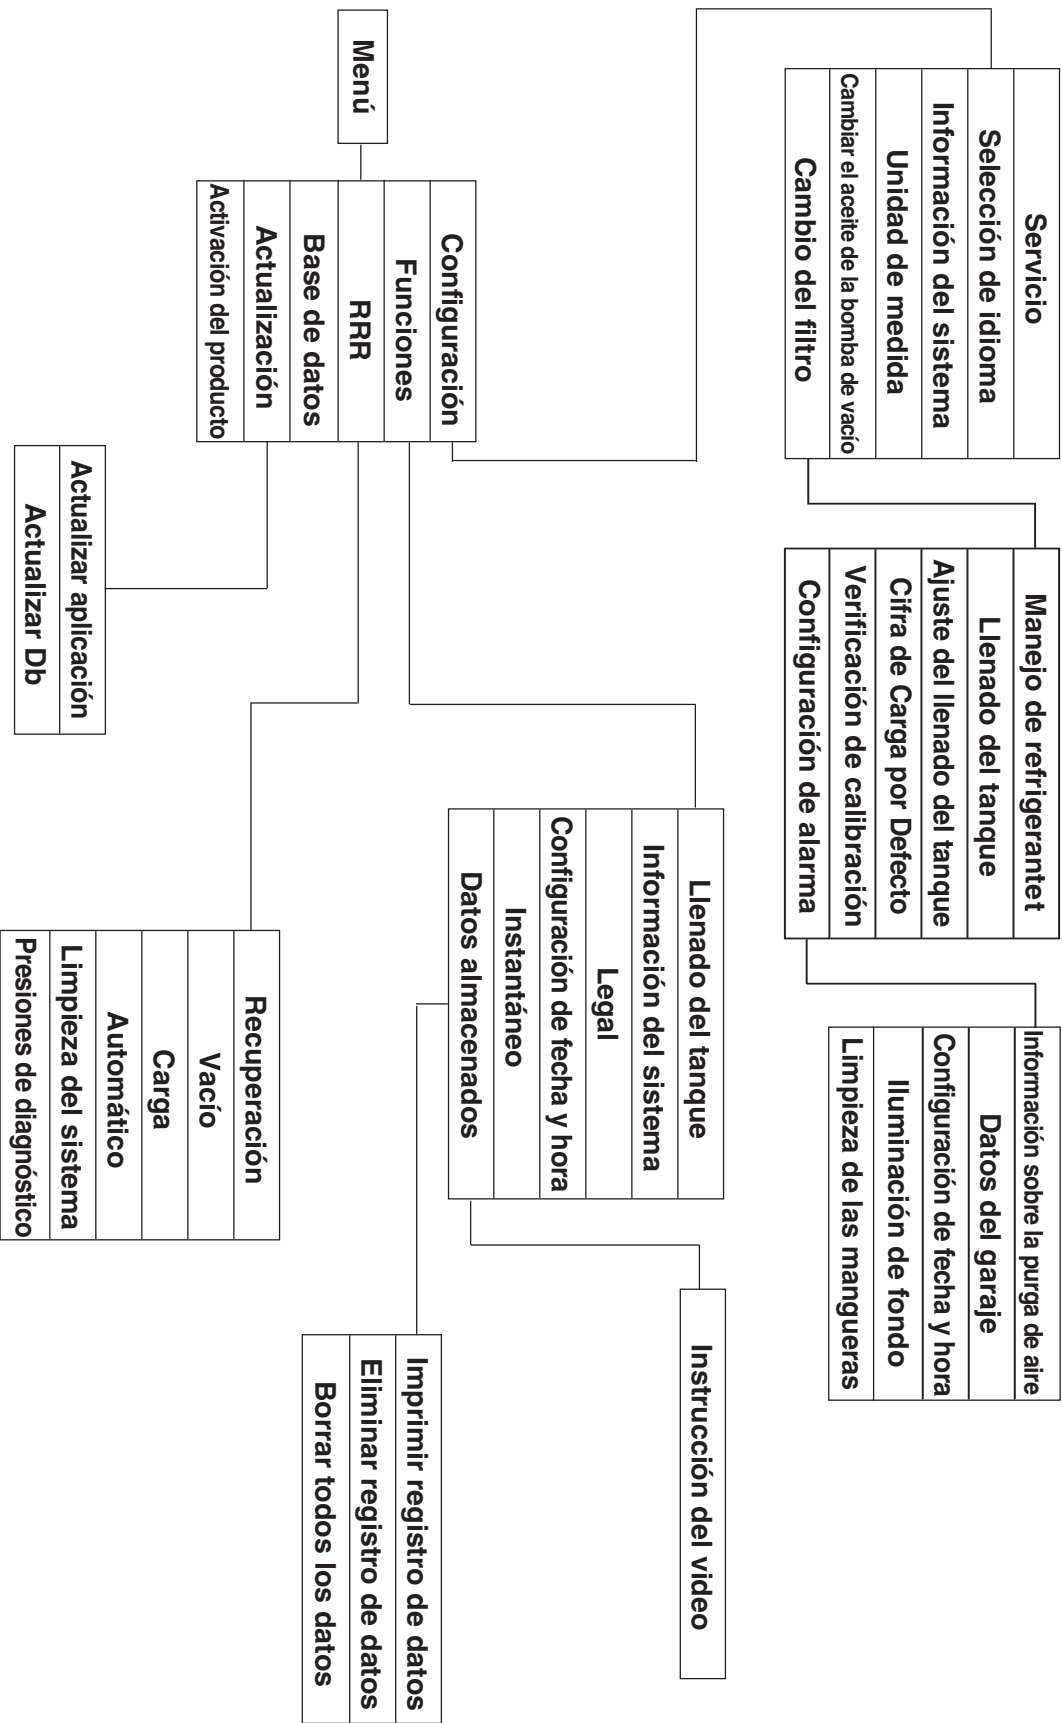 Servicio
Selección de idioma
Información del sistema
Unidad de medida
Cambiar el aceite de la bomba de vacío
Cambio del filtro
Manejo de refrigerantet
Llenado del tanque
Ajuste del llenado del tanque
Cifra de Carga por Defecto
Verificación de calibración
Configuración de alarma
Información sobre la purga de aire
Datos del garaje
Configuración de fecha y hora
Iluminación de fondo
Limpieza de las mangueras
Menú
Configuración
Funciones
RRR
Base de datos
Actualización
Activación del producto
Llenado del tanque
Información del sistema
Legal
Configuración de fecha y hora
Instantáneo
Datos almacenados
Instrucción del video
Imprimir registro de datos
Eliminar registro de datos
Borrar todos los datos
Recuperación
Vacío
Carga
Automático
Limpieza del sistema
Presiones de diagnóstico
Actualizar aplicación
Actualizar Db